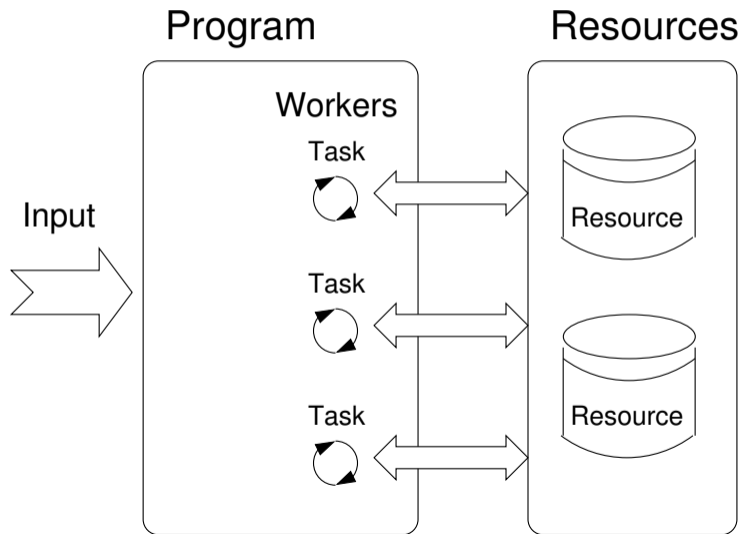 Program
Resources
Workers
Task
Input
Resource
Task
Task
Resource